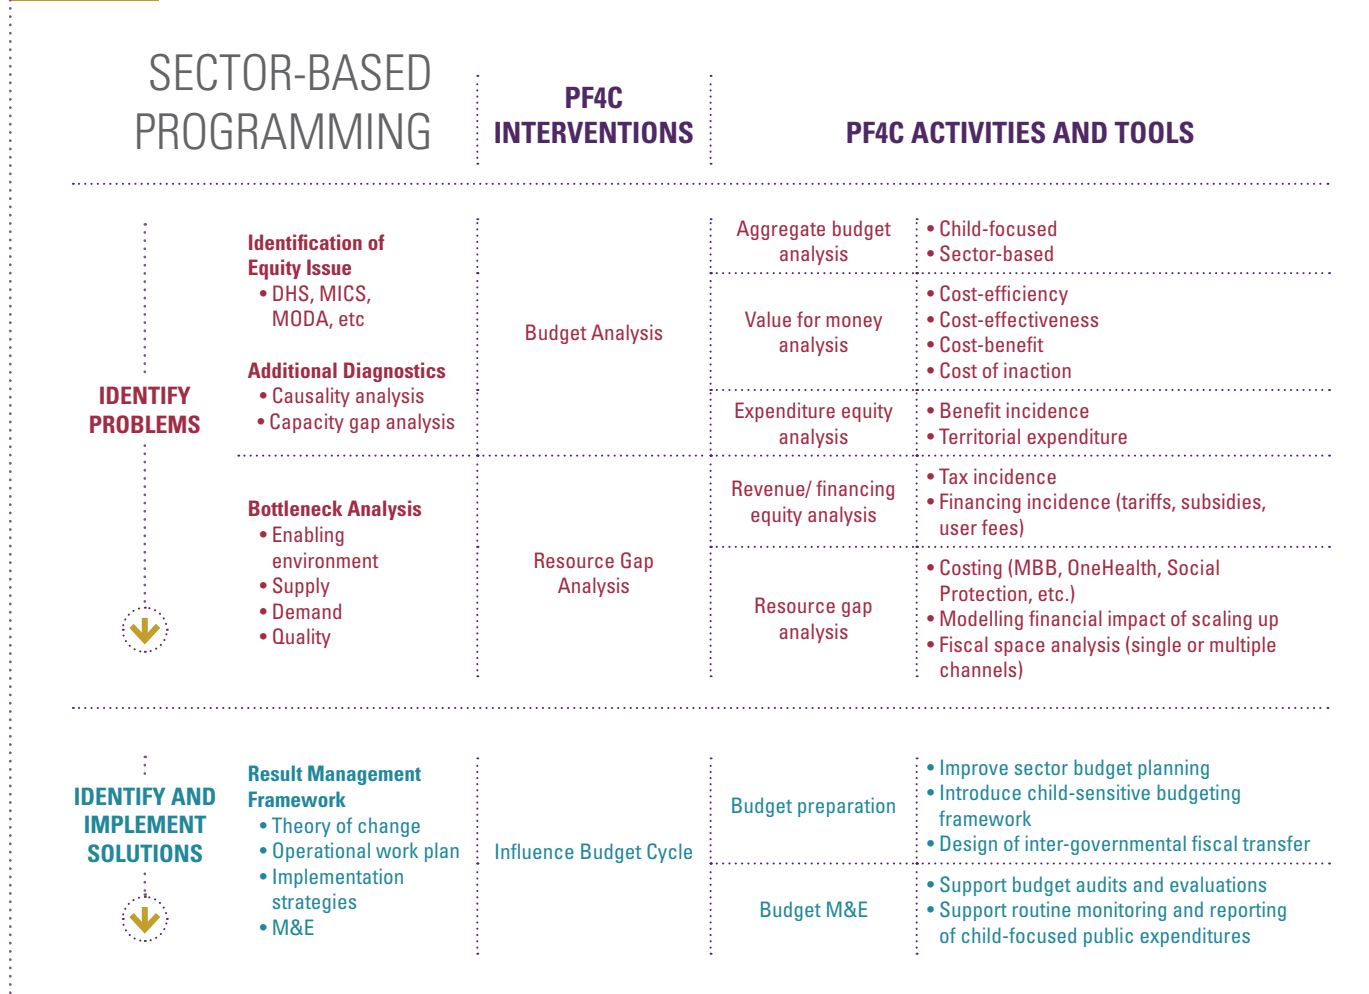 SECTOR-BASED
PROGRAMMING
PF4C
INTERVENTIONS
PF4C ACTIVITIES AND TOOLS
IDENTIFY
PROBLEMS
Identification of
Equity Issue
• DHS, MICS,
MODA, etc
Additional Diagnostics
• Causality analysis
• Capacity gap analysis
Budget Analysis
Aggregate budget
analysis
• Child-focused
• Sector-based
Value for money
analysis
• Cost-efficiency
• Cost-effectiveness
• Cost-benefit
• Cost of inaction
Expenditure equity
analysis
• Benefit incidence
• Territorial expenditure
Bottleneck Analysis
• Enabling
environment
• Supply
• Demand
• Quality
Resource Gap
Analysis
Revenue/ financing
equity analysis
• Tax incidence
• Financing incidence (tariffs, subsidies,
user fees)
Resource gap
analysis
• Costing (MBB, OneHealth, Social
Protection, etc.)
• Modelling financial impact of scaling up
• Fiscal space analysis (single or multiple
channels)
IDENTIFY AND
IMPLEMENT
SOLUTIONS
Result Management
Framework
• Theory of change
• Operational work plan
• Implementation
strategies
• M&E
Influence Budget Cycle
Budget preparation
• Improve sector budget planning
• Introduce child-sensitive budgeting
framework
• Design of inter-governmental fiscal transfer
Budget M&E
• Support budget audits and evaluations
• Support routine monitoring and reporting
of child-focused public expenditures